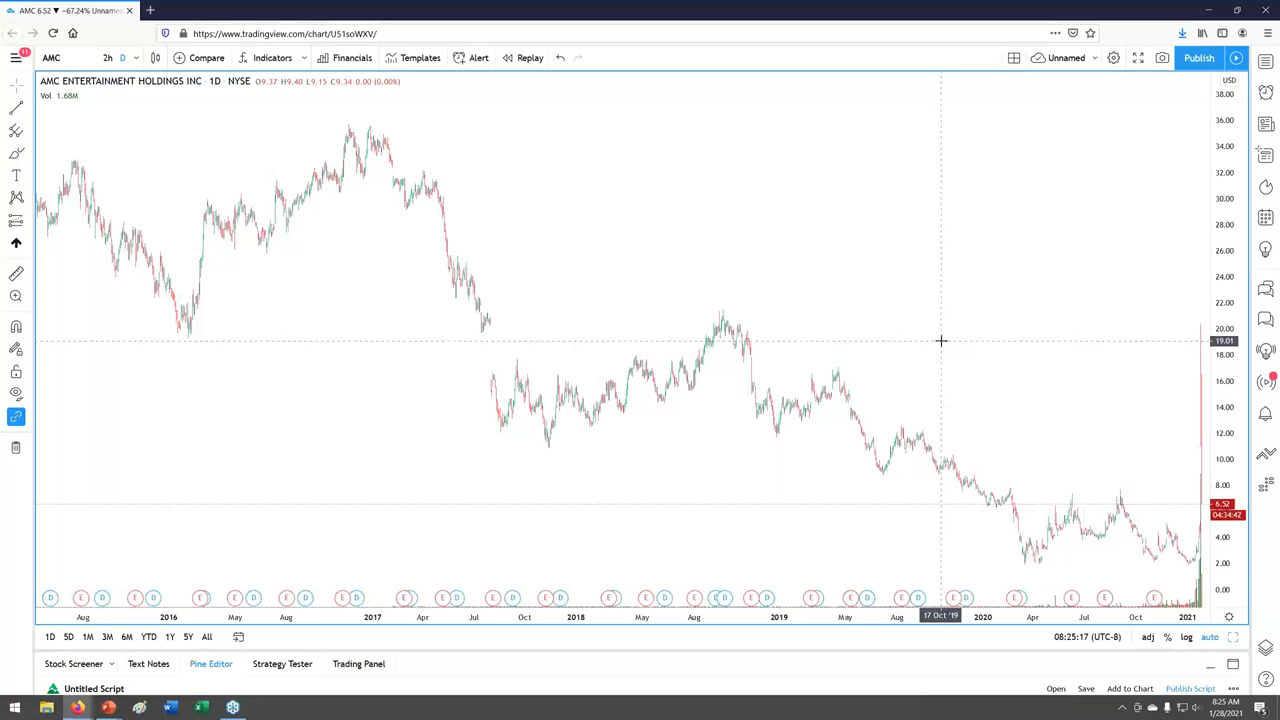 AMC 6.52 ▼ −67.24% Unnamed
https://www.tradingview.com/chart/U51soWXV/
11
AMC 2h D Compare Indicators Financials Templates Alert Replay Unnamed Publish
AMC ENTERTAINMENT HOLDINGS INC · 1D · NYSE O9.37 H9.40 L9.15 C9.34 0.00 (0.00%)
Vol 1.68M
USD
38.00
36.00
34.00
32.00
30.00
28.00
26.00
24.00
22.00
20.00
19.01
18.00
16.00
14.00
12.00
10.00
8.00
6.52
04:34:42
4.00
2.00
0.00
D E D E D E D E D E D E D E D E D E D E D E D E D E D E D E D E D E D E D E E E E
Aug 2016 May Aug 2017 Apr Jul Oct 2018 Apr Jul Oct 2019 May Aug 17 Oct '19 2020 Apr Jul Oct 2021
1D 5D 1M 3M 6M YTD 1Y 5Y All 08:25:17 (UTC-8) adj % log auto
Stock Screener Text Notes Pine Editor Strategy Tester Trading Panel
Untitled Script Open Save Add to Chart Publish Script
8:25 AM
1/28/2021
5